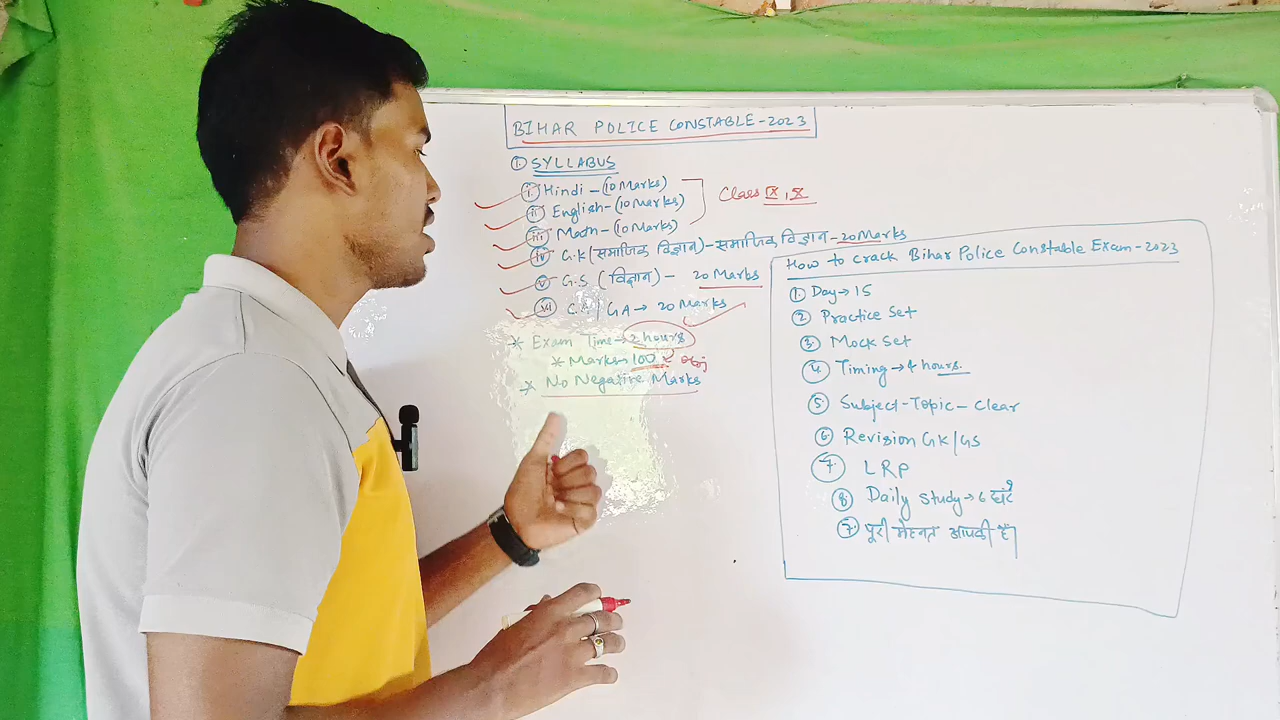 BIHAR POLICE CONSTABLE-2023
① SYLLABUS
(i) Hindi-(10 Marks)
(ii) English-(10 Marks)
(iii) Math-(10 Marks)
Class IX, X
(iv) G.K (समाजिक विज्ञान)-समाजिक विज्ञान-20 Marks
(v) G.S (विज्ञान)- 20 Marks
(vi) C.A/GA→ 20 Marks
* Exam Time→2 hours
* Marks-100 obj
* No Negative Marks
How to crack Bihar Police Constable Exam-2023
① Day→15
② Practice Set
③ Mock Set
④ Timing→4 hours.
⑤ Subject-Topic-Clear
⑥ Revision GK/GS
⑦ LRP
⑧ Daily Study→6 घंटे
⑨ पूरी मेहनत आपकी है।